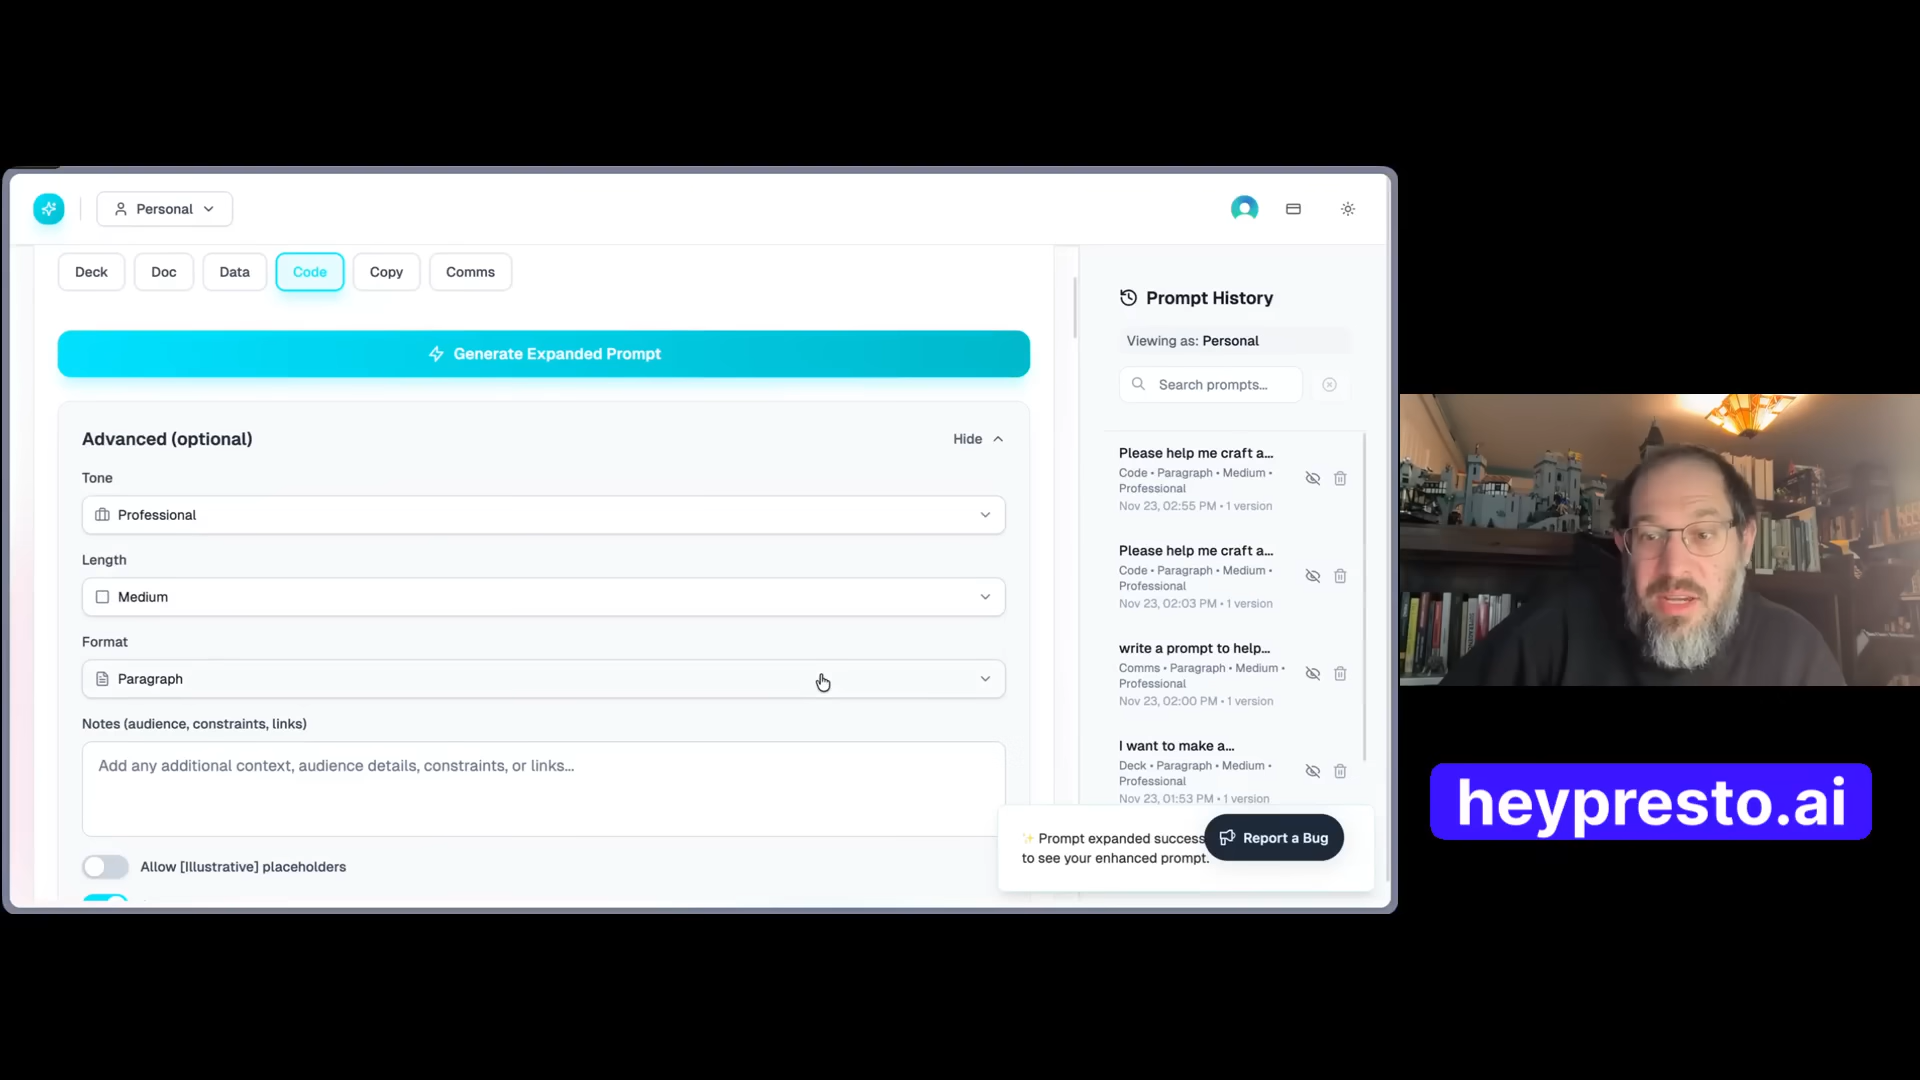 Personal
Deck
Doc
Data
Code
Copy
Comms
Generate Expanded Prompt
Advanced (optional)
Hide
Tone
Professional
Length
Medium
Format
Paragraph
Notes (audience, constraints, links)
Add any additional context, audience details, constraints, or links...
Allow [Illustrative] placeholders
Prompt History
Viewing as: Personal
Search prompts...
Please help me craft a...
Code • Paragraph • Medium •
Professional
Nov 23, 02:55 PM • 1 version
Please help me craft a...
Code • Paragraph • Medium •
Professional
Nov 23, 02:03 PM • 1 version
write a prompt to help...
Comms • Paragraph • Medium •
Professional
Nov 23, 02:00 PM • 1 version
I want to make a...
Deck • Paragraph • Medium •
Professional
Nov 23, 01:53 PM • 1 version
Prompt expanded success
to see your enhanced prompt.
Report a Bug
heypresto.ai